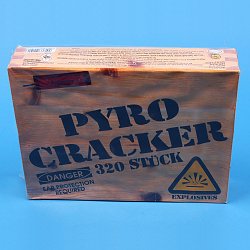 PYRO
CRACKER
320 STÜCK
DANGER
EAR PROTECTION
REQUIRED
EXPLOSIVES